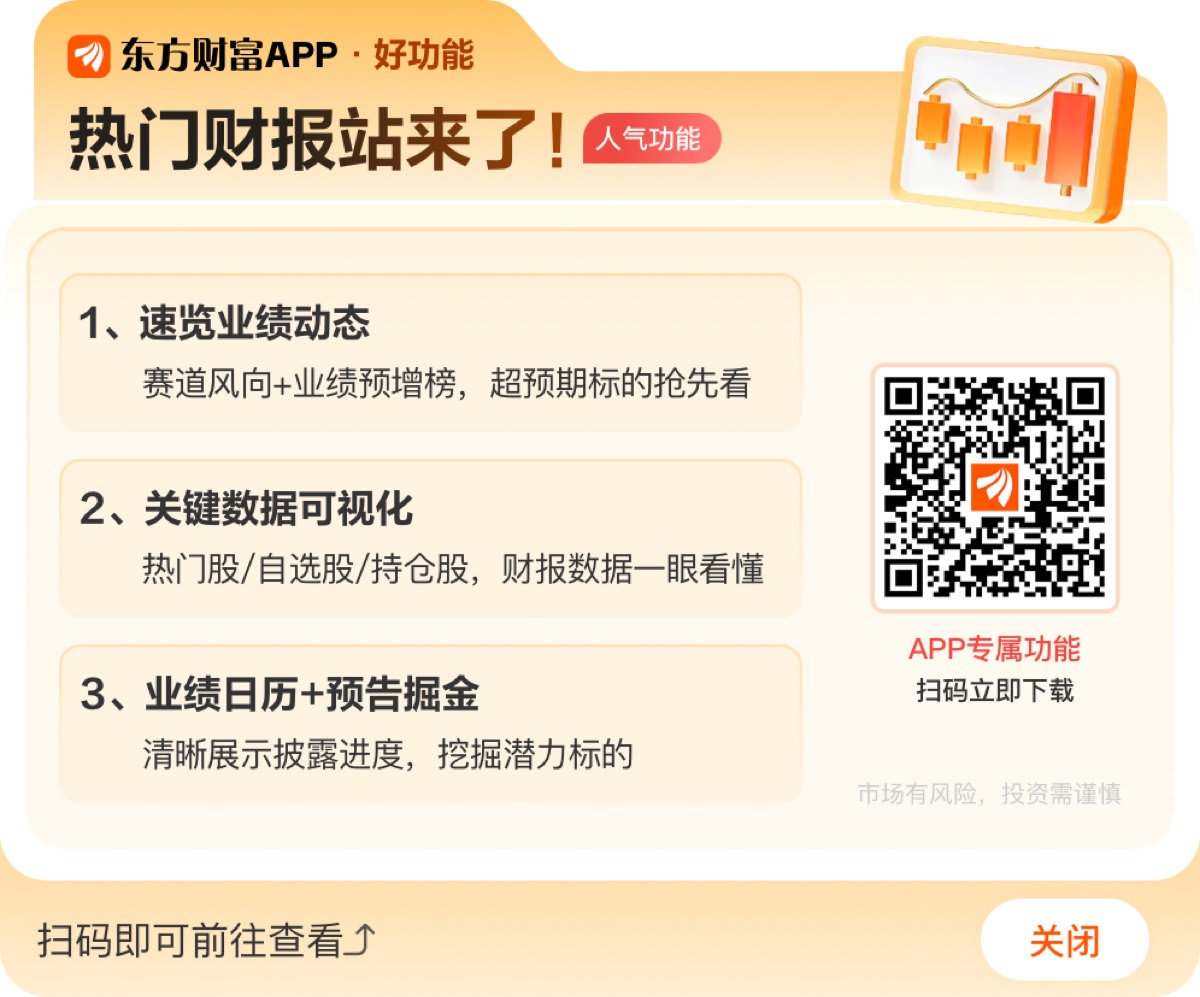 东方财富APP · 好功能
热门财报站来了！
人气功能
1、速览业绩动态
赛道风向+业绩预增榜，超预期标的抢先看
2、关键数据可视化
热门股/自选股/持仓股，财报数据一眼看懂
3、业绩日历+预告掘金
清晰展示披露进度，挖掘潜力标的
APP专属功能
扫码立即下载
市场有风险，投资需谨慎
扫码即可前往查看⤴
关闭